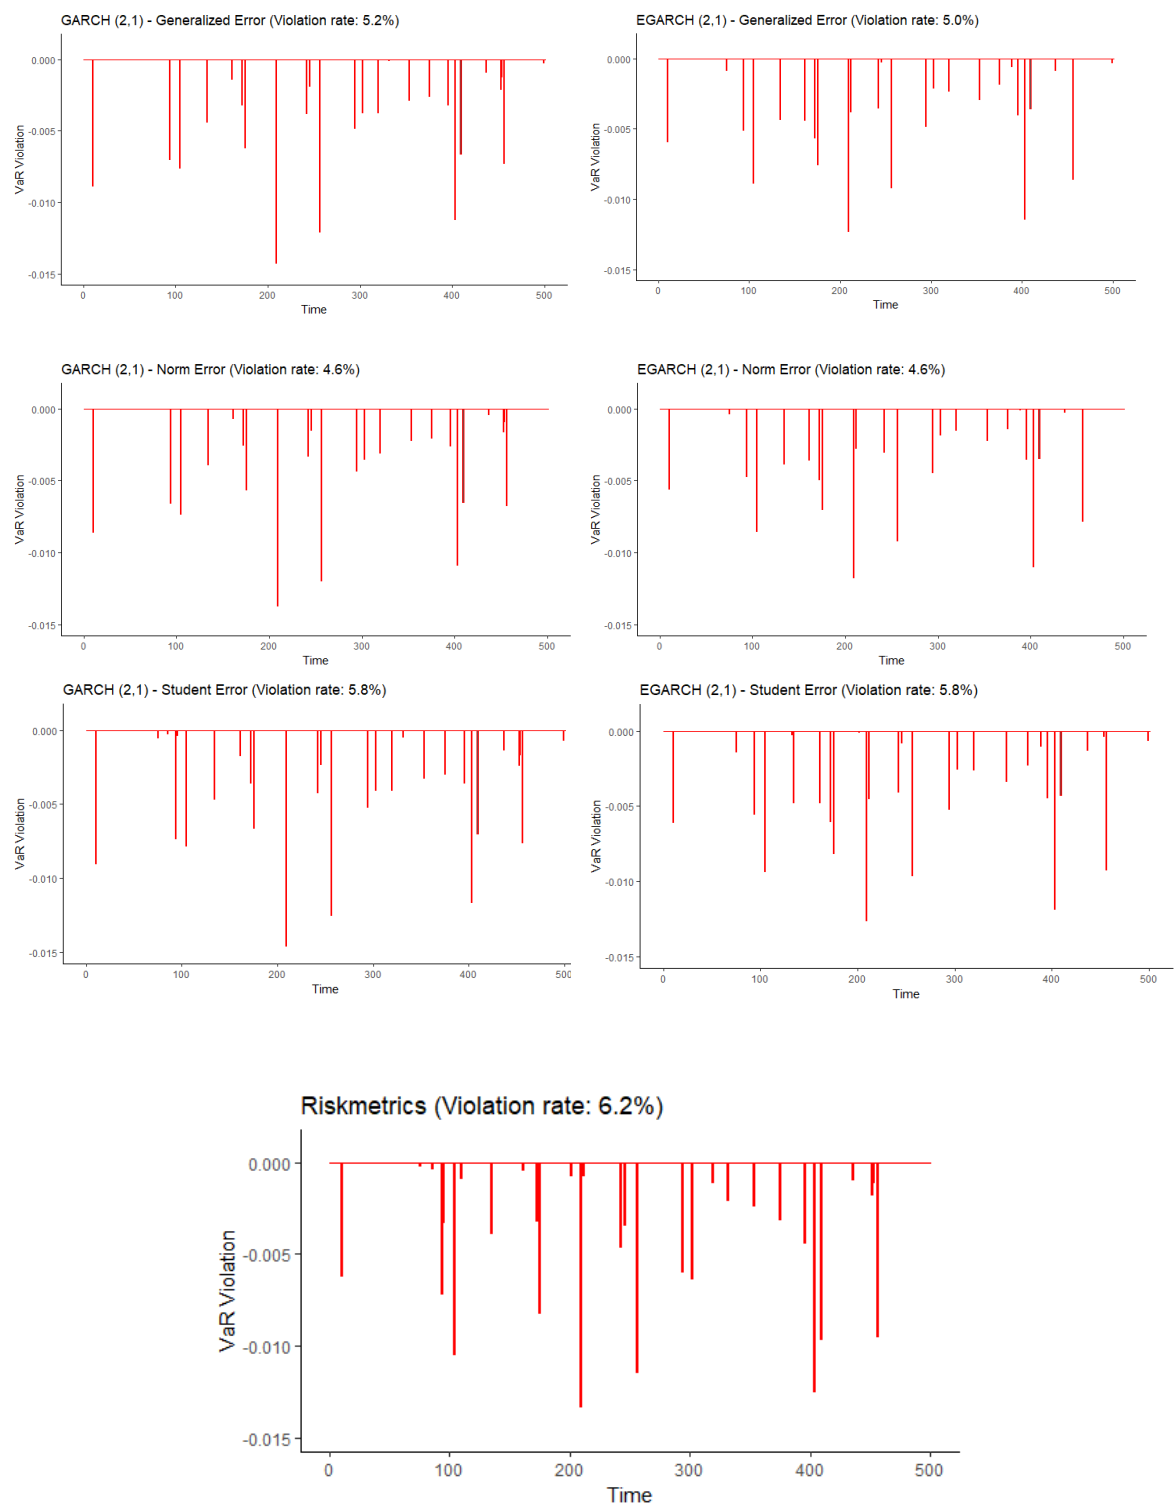 GARCH (2,1) - Generalized Error (Violation rate: 5.2%)
0.000
-0.005
-0.010
-0.015
VaR Violation
0 100 200 300 400 500
Time
EGARCH (2,1) - Generalized Error (Violation rate: 5.0%)
0.000
-0.005
-0.010
-0.015
VaR Violation
0 100 200 300 400 500
Time
GARCH (2,1) - Norm Error (Violation rate: 4.6%)
0.000
-0.005
-0.010
-0.015
VaR Violation
0 100 200 300 400 500
Time
EGARCH (2,1) - Norm Error (Violation rate: 4.6%)
0.000
-0.005
-0.010
-0.015
VaR Violation
0 100 200 300 400 500
Time
GARCH (2,1) - Student Error (Violation rate: 5.8%)
0.000
-0.005
-0.010
-0.015
VaR Violation
0 100 200 300 400 500
Time
EGARCH (2,1) - Student Error (Violation rate: 5.8%)
0.000
-0.005
-0.010
-0.015
VaR Violation
0 100 200 300 400 500
Time
Riskmetrics (Violation rate: 6.2%)
0.000
-0.005
-0.010
-0.015
VaR Violation
0 100 200 300 400 500
Time